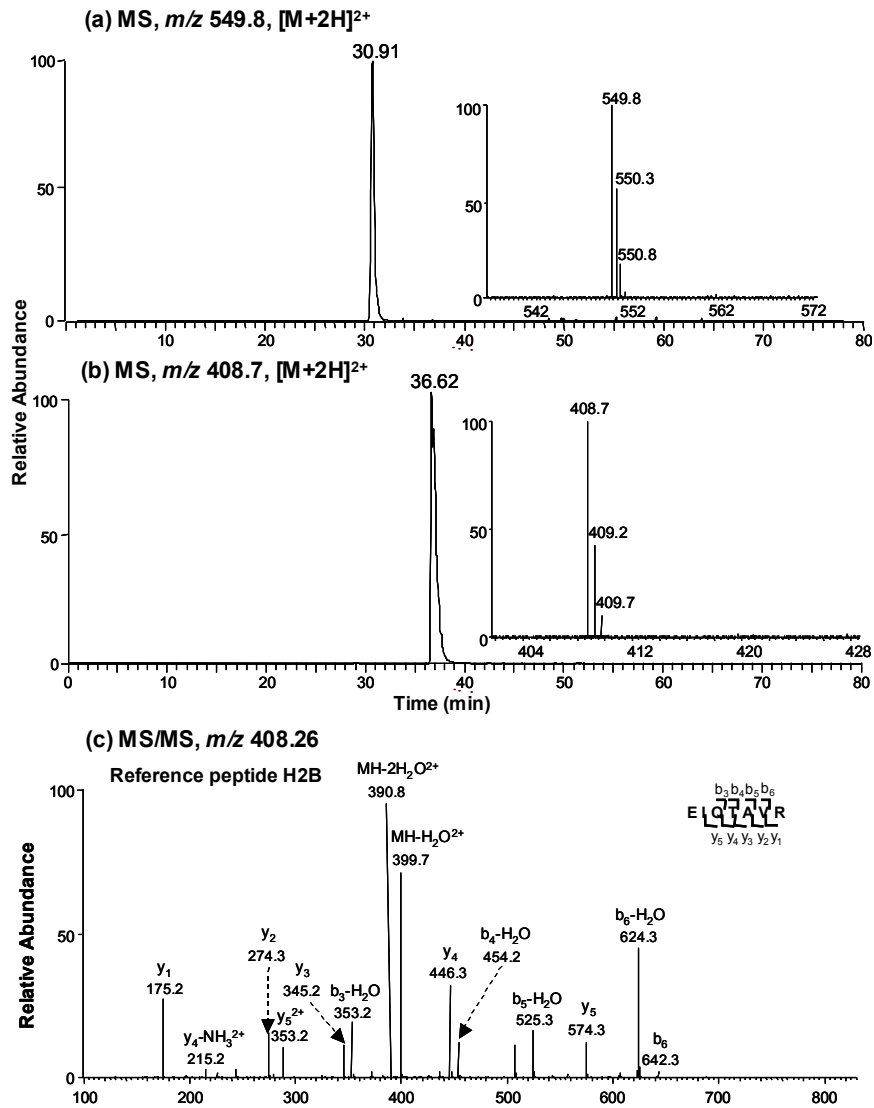 (a) MS, m/z 549.8, [M+2H]²⁺
30.91
100
50
0
549.8
100
550.3
50
550.8
0
542 552 562 572
10 20 30 40 50 60 70 80
Relative Abundance
(b) MS, m/z 408.7, [M+2H]²⁺
36.62
100
50
0
408.7
100
409.2
50
409.7
0
404 412 420 428
0 10 20 30 40 50 60 70 80
Time (min)
(c) MS/MS, m/z 408.26
Reference peptide H2B
100
50
0
Relative Abundance
MH-2H₂O²⁺
390.8
MH-H₂O²⁺
399.7
b₃ b₄ b₅ b₆
E I Q T A V R
y₅ y₄ y₃ y₂ y₁
y₁
175.2
y₄-NH₃²⁺
215.2
y₂
274.3
y₅²⁺
353.2
y₃
345.2
b₃-H₂O
353.2
y₄
446.3
b₄-H₂O
454.2
b₅-H₂O
525.3
y₅
574.3
b₆-H₂O
624.3
b₆
642.3
100 200 300 400 500 600 700 800